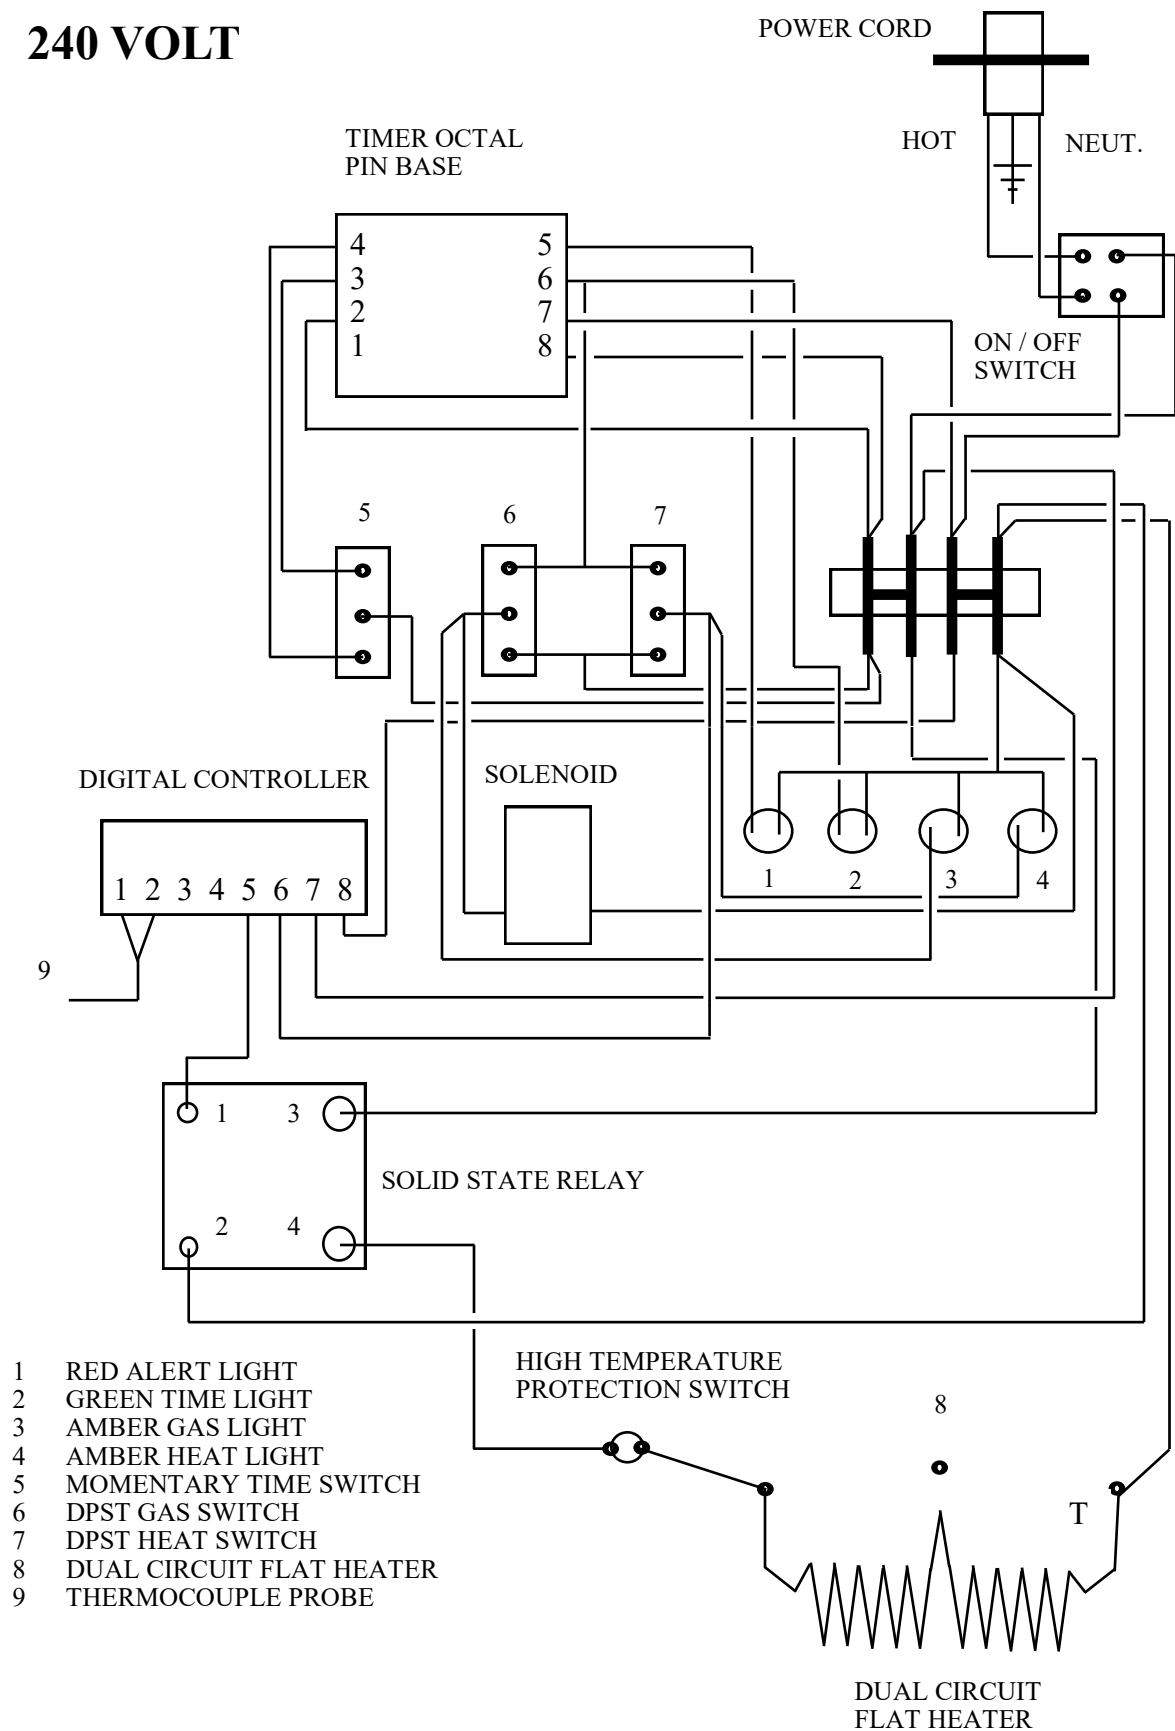 240 VOLT
POWER CORD
HOT
NEUT.
TIMER OCTAL
PIN BASE
4 5
3 6
2 7
1 8
ON / OFF
SWITCH
5
6
7
DIGITAL CONTROLLER
SOLENOID
1 2 3 4 5 6 7 8
1
2
3
4
9
1 3
SOLID STATE RELAY
2 4
HIGH TEMPERATURE
PROTECTION SWITCH
8
T
1 RED ALERT LIGHT
2 GREEN TIME LIGHT
3 AMBER GAS LIGHT
4 AMBER HEAT LIGHT
5 MOMENTARY TIME SWITCH
6 DPST GAS SWITCH
7 DPST HEAT SWITCH
8 DUAL CIRCUIT FLAT HEATER
9 THERMOCOUPLE PROBE
DUAL CIRCUIT
FLAT HEATER